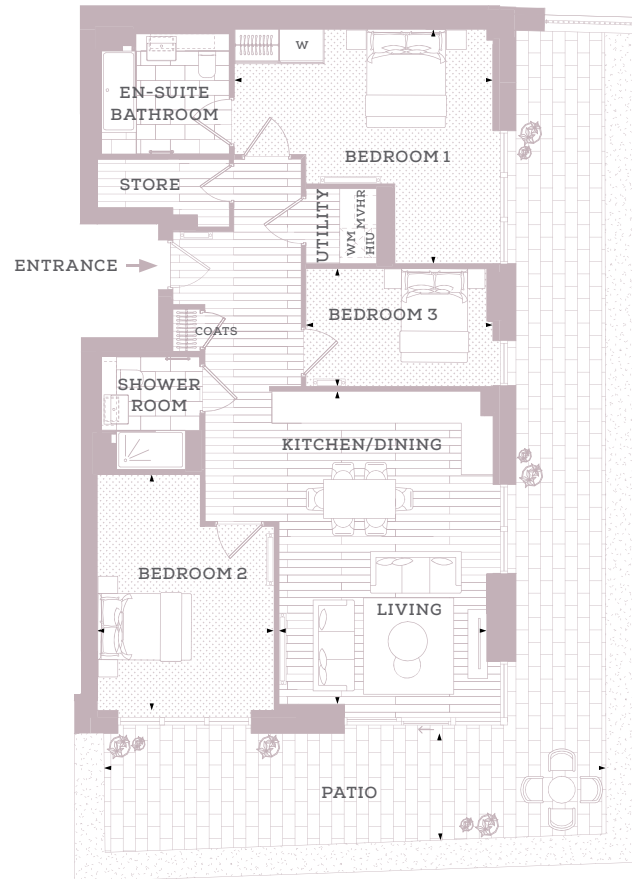 W
EN-SUITE
BATHROOM
BEDROOM 1
STORE
UTILITY
WM
MVHR
HIU
ENTRANCE
BEDROOM 3
COATS
SHOWER
ROOM
KITCHEN/DINING
BEDROOM 2
LIVING
PATIO